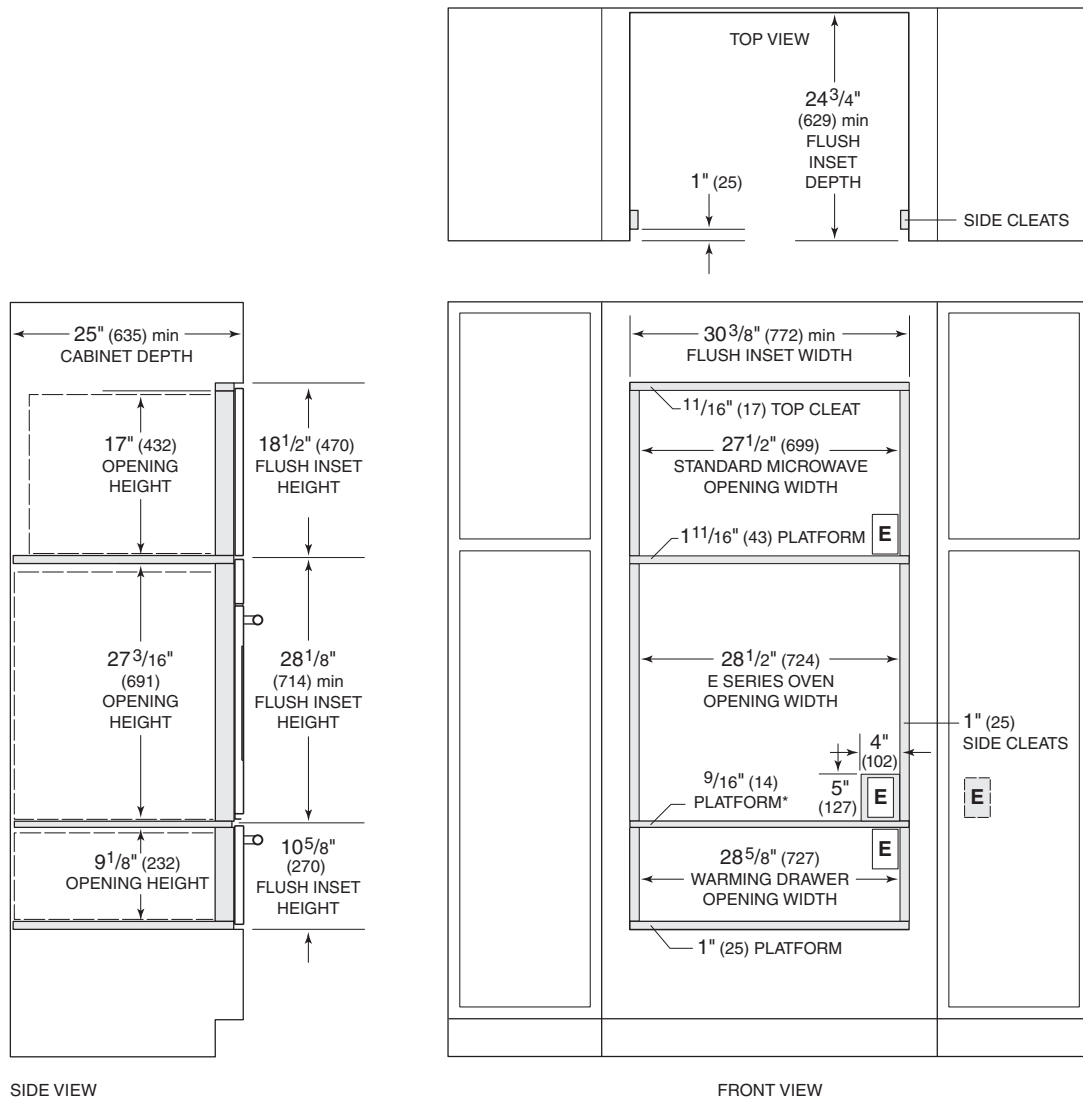 TOP VIEW
24 3/4"
(629) min
FLUSH
INSET
DEPTH
1" (25)
SIDE CLEATS
25" (635) min
CABINET DEPTH
17" (432)
OPENING
HEIGHT
18 1/2" (470)
FLUSH INSET
HEIGHT
27 3/16"
(691)
OPENING
HEIGHT
28 1/8"
(714) min
FLUSH INSET
HEIGHT
9 1/8" (232)
OPENING HEIGHT
10 5/8"
(270)
FLUSH INSET
HEIGHT
SIDE VIEW
30 3/8" (772) min
FLUSH INSET WIDTH
11/16" (17) TOP CLEAT
27 1/2" (699)
STANDARD MICROWAVE
OPENING WIDTH
E
1 11/16" (43) PLATFORM
28 1/2" (724)
E SERIES OVEN
OPENING WIDTH
1" (25)
SIDE CLEATS
4"
(102)
5"
(127)
E
E
9/16" (14)
PLATFORM*
E
28 5/8" (727)
WARMING DRAWER
OPENING WIDTH
1" (25) PLATFORM
FRONT VIEW